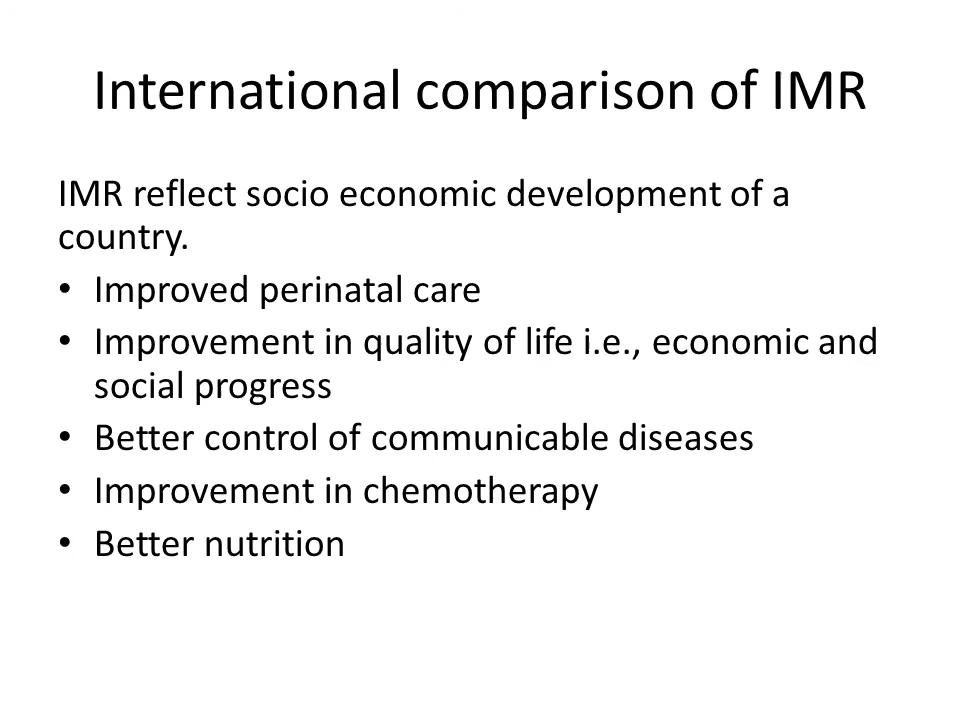 International comparison of IMR
IMR reflect socio economic development of a
country.
• Improved perinatal care
• Improvement in quality of life i.e., economic and
social progress
• Better control of communicable diseases
• Improvement in chemotherapy
• Better nutrition